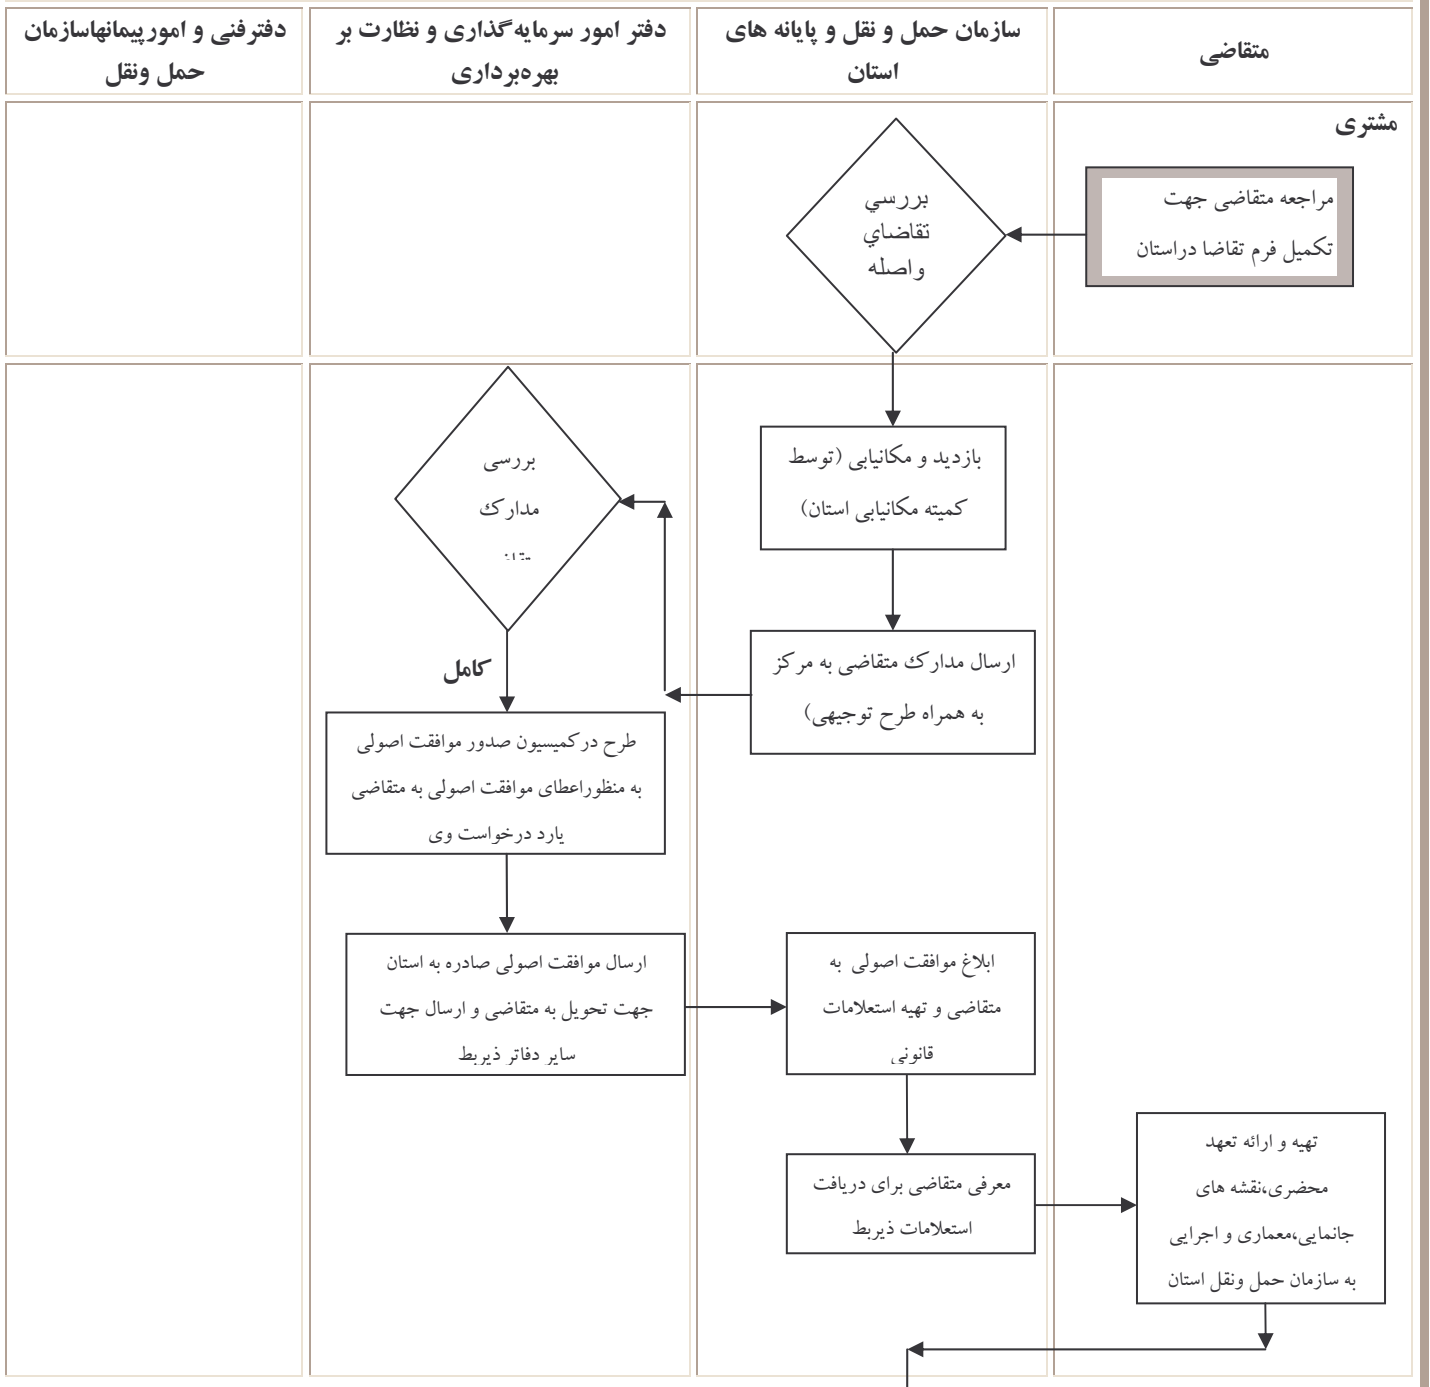 متقاضی
سازمان حمل و نقل و پایانه های
استان
دفتر امور سرمایه گذاری و نظارت بر
بهره‌برداری
دفترفنی و امورپیمانهاسازمان
حمل ونقل
مشتری
مراجعه متقاضی جهت
تکمیل فرم تقاضا دراستان
بررسي
تقاضاي
واصله
بازدید و مکانیابی (توسط
کمیته مکانیابی استان)
ارسال مدارک متقاضی به مرکز
به همراه طرح توجیهی)
بررسی
مدارک
کامل
طرح درکمیسیون صدور موافقت اصولی
به منظوراعطای موافقت اصولی به متقاضی
یارد درخواست وی
ارسال موافقت اصولی صادره به استان
جهت تحویل به متقاضی و ارسال جهت
سایر دفاتر ذیربط
ابلاغ موافقت اصولی به
متقاضی و تهیه استعلامات
قانونی
معرفی متقاضی برای دریافت
استعلامات ذیربط
تهیه و ارائه تعهد
محضری،نقشه های
جانمایی،معماری و اجرایی
به سازمان حمل ونقل استان